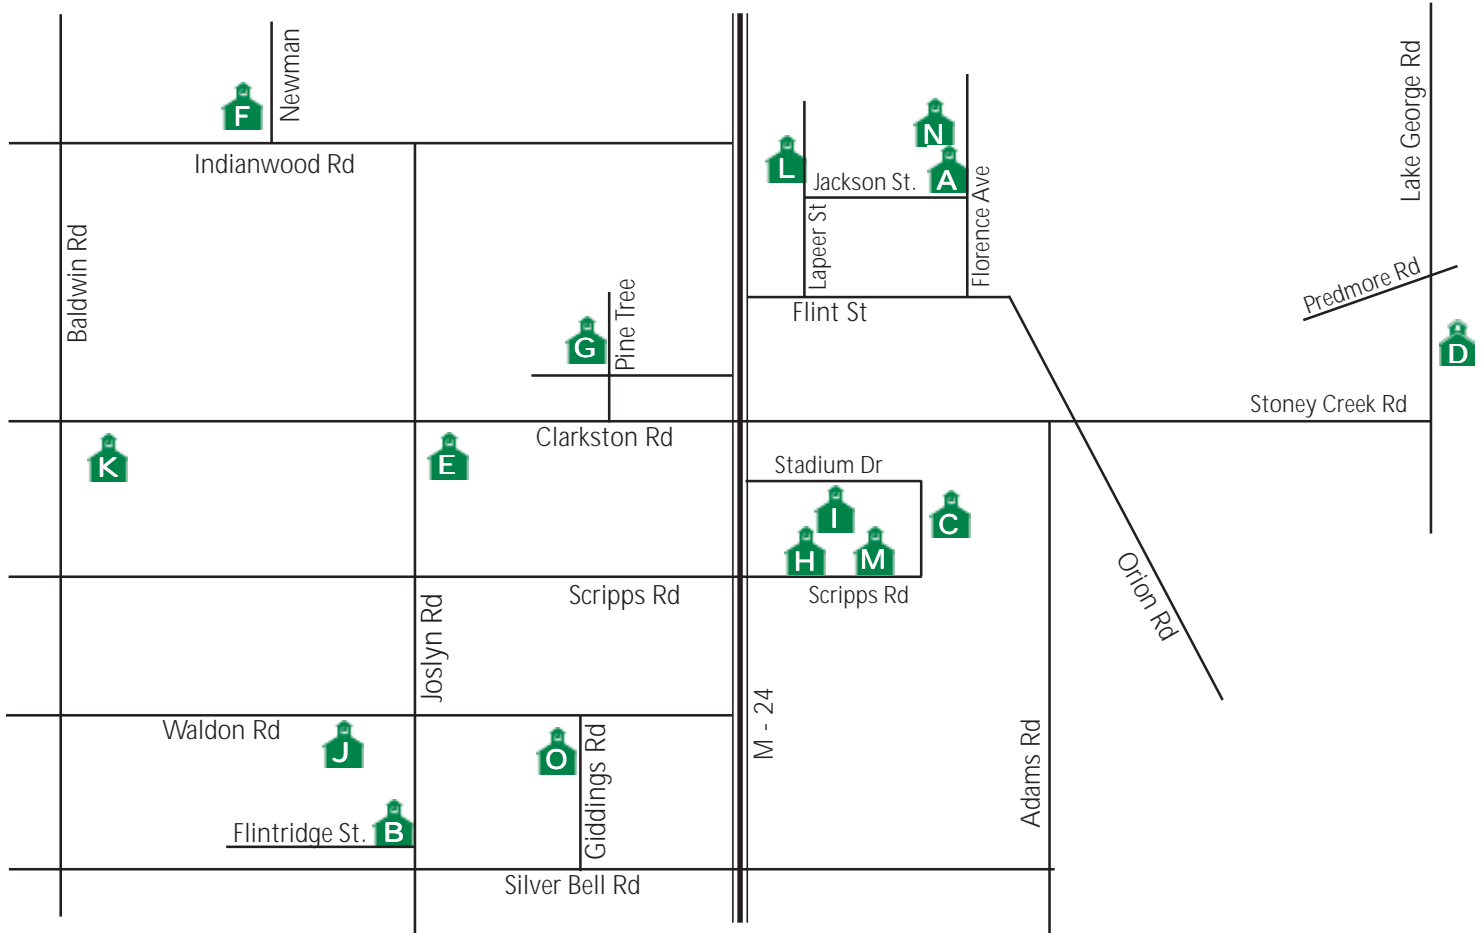 Newman
F
Indianwood Rd
Baldwin Rd
N
L
A
Jackson St.
Lapeer St
Florence Ave
Flint St
Lake George Rd
Predmore Rd
D
Pine Tree
G
Stoney Creek Rd
Clarkston Rd
K
E
Stadium Dr
I
C
H
M
Scripps Rd
Scripps Rd
Orion Rd
Joslyn Rd
M - 24
Adams Rd
Waldon Rd
J
O
Giddings Rd
B
Flintridge St.
Silver Bell Rd